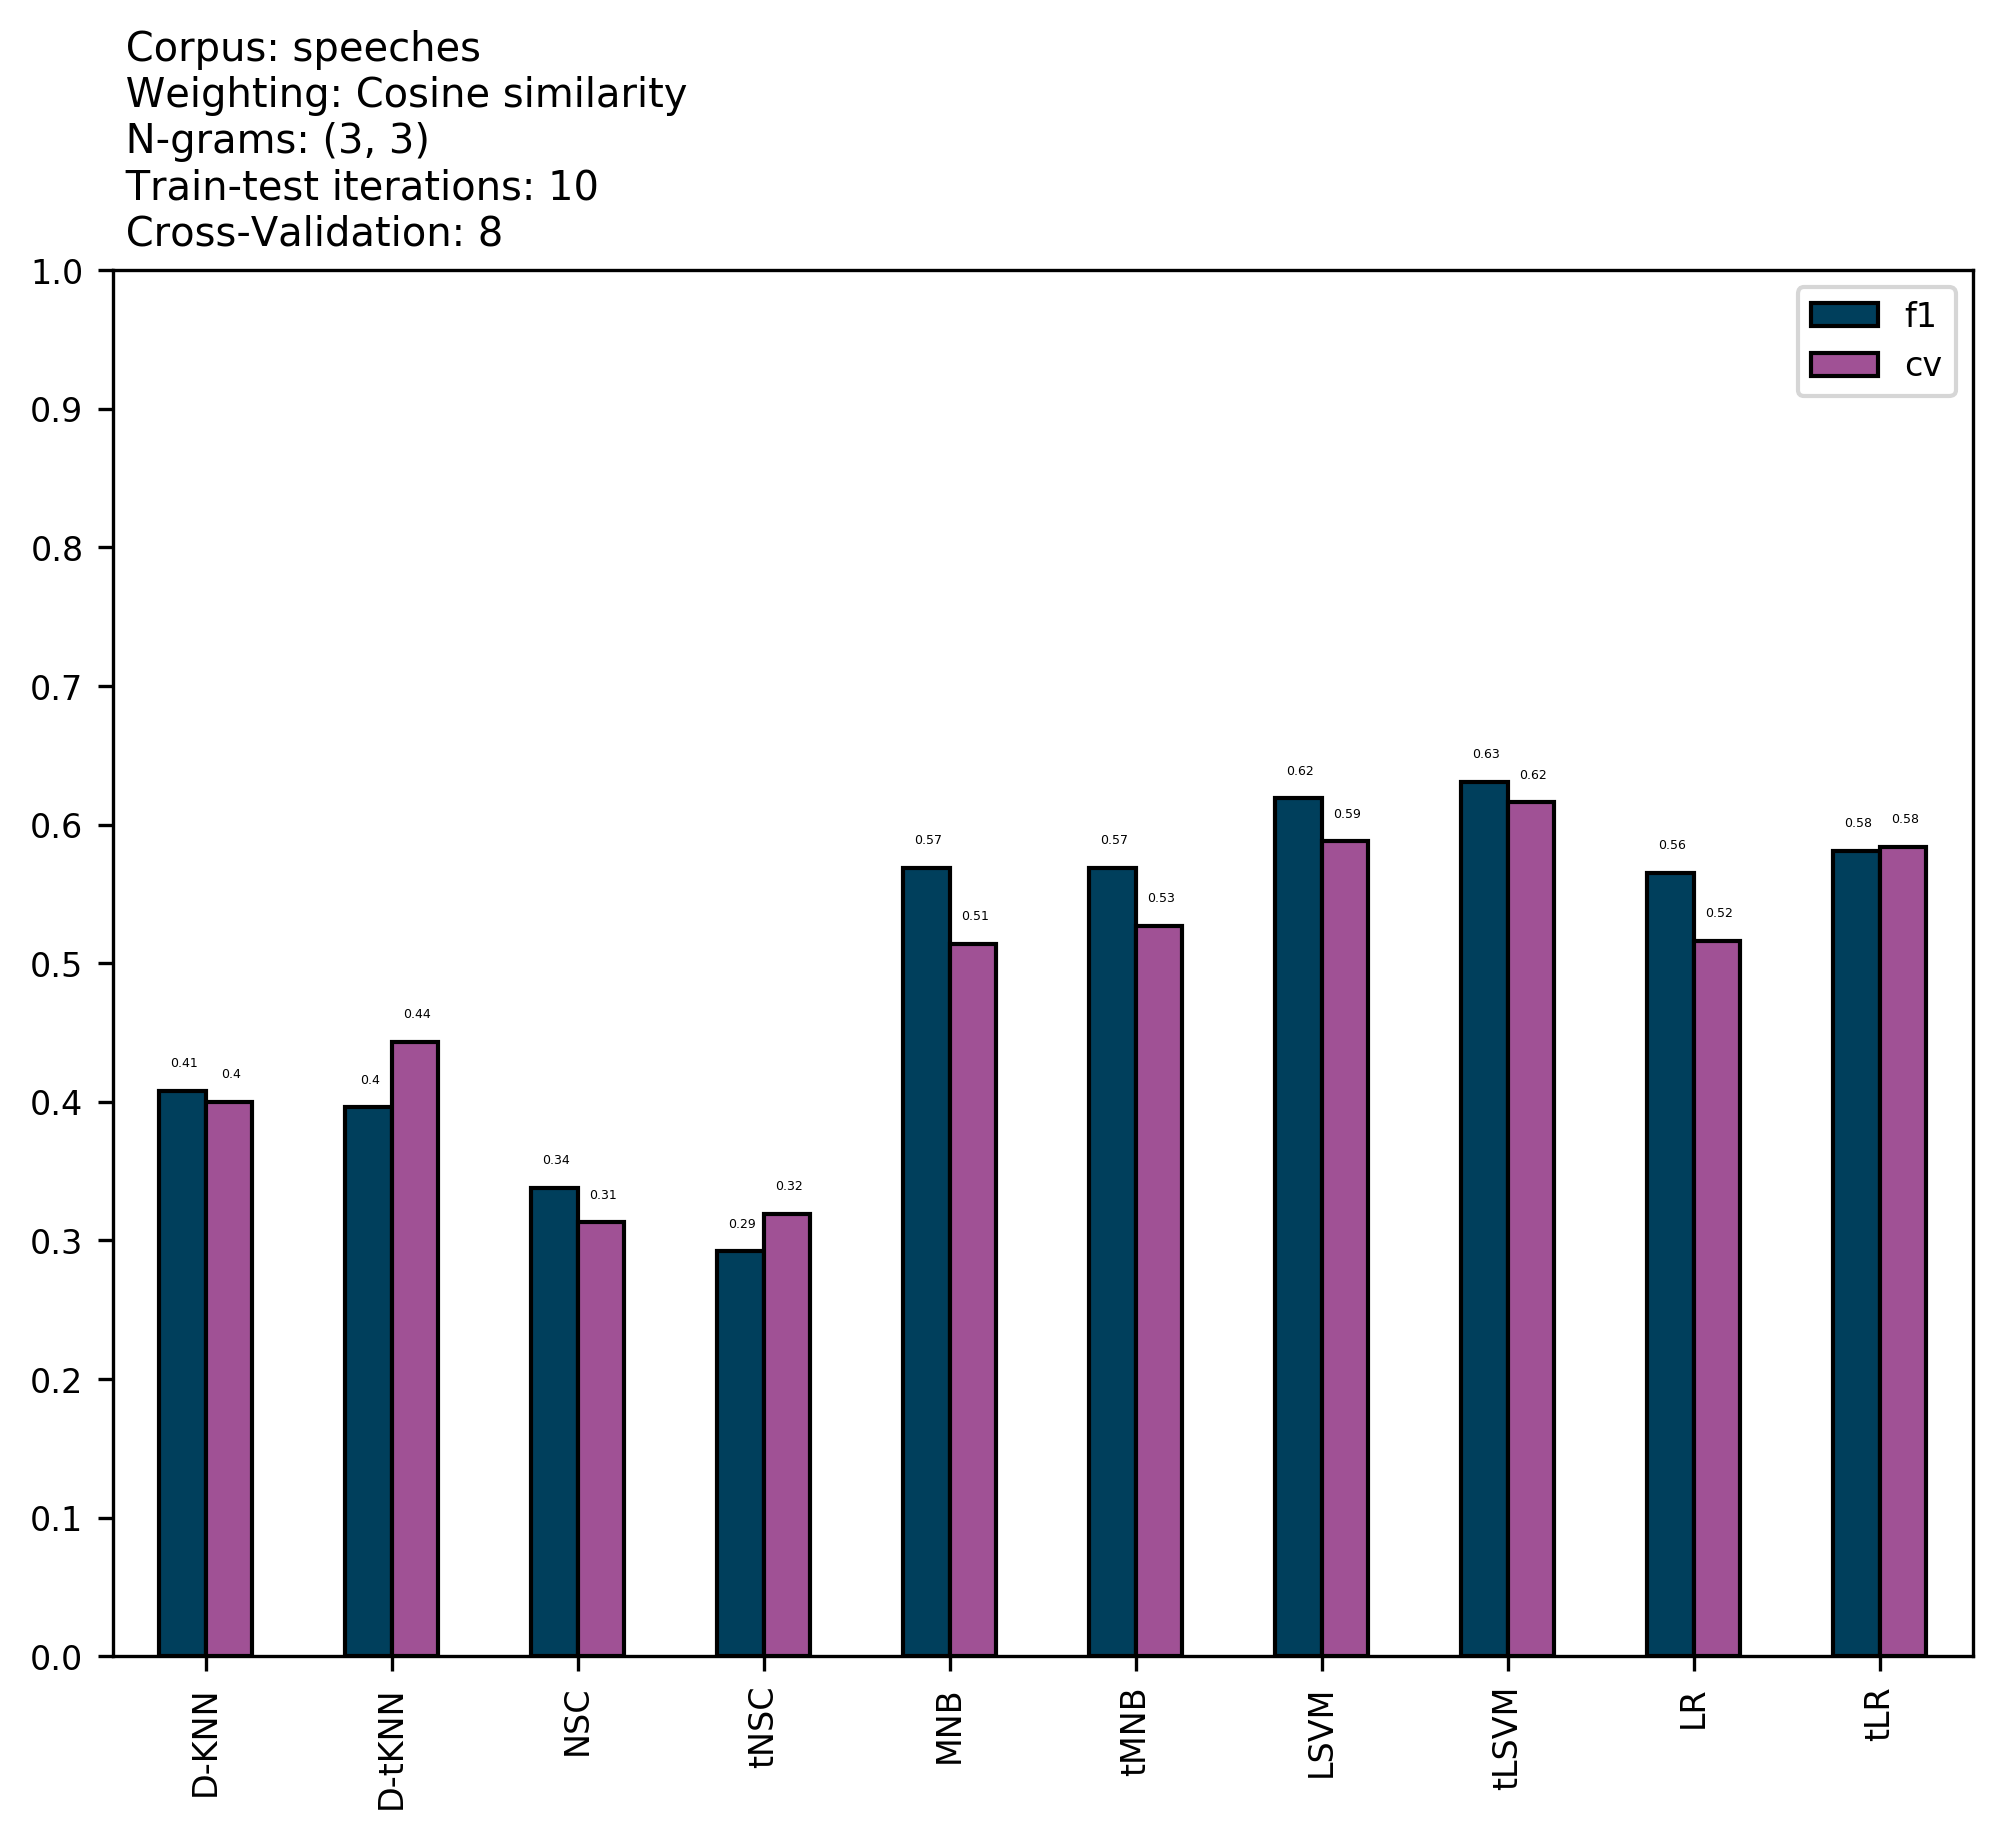 Corpus: speeches
Weighting: Cosine similarity
N-grams: (3, 3)
Train-test iterations: 10
Cross-Validation: 8
1.0
0.9
0.8
0.7
0.6
0.5
0.4
0.3
0.2
0.1
0.0
f1
cv
0.41
0.4
0.4
0.44
0.34
0.31
0.29
0.32
0.57
0.51
0.57
0.53
0.62
0.59
0.63
0.62
0.56
0.52
0.58
0.58
D-KNN
D-tKNN
NSC
tNSC
MNB
tMNB
LSVM
tLSVM
LR
tLR